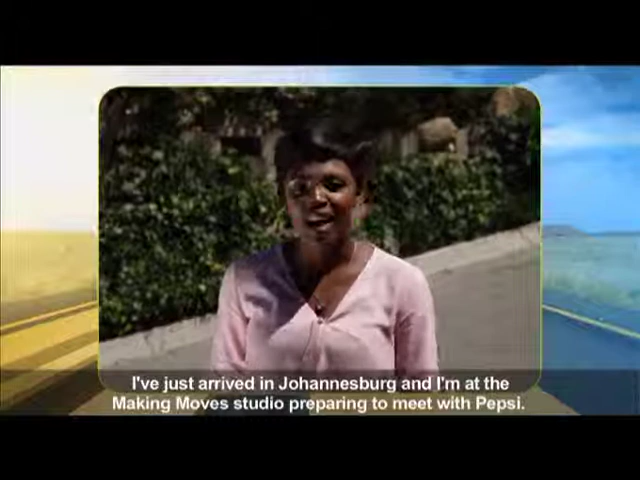 I've just arrived in Johannesburg and I'm at the
Making Moves studio preparing to meet with Pepsi.